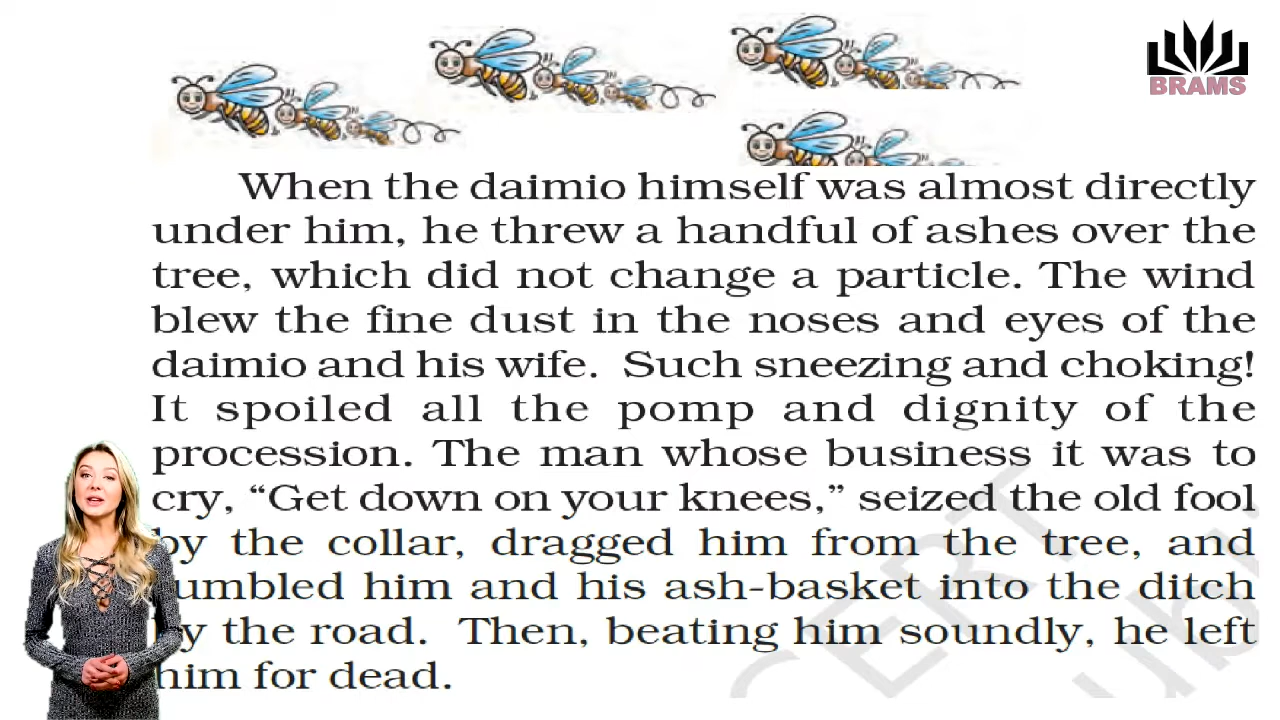 BRAMS
When the daimio himself was almost directly
under him, he threw a handful of ashes over the
tree, which did not change a particle. The wind
blew the fine dust in the noses and eyes of the
daimio and his wife. Such sneezing and choking!
It spoiled all the pomp and dignity of the
procession. The man whose business it was to
cry, “Get down on your knees,” seized the old fool
by the collar, dragged him from the tree, and
umbled him and his ash-basket into the ditch
by the road. Then, beating him soundly, he left
him for dead.